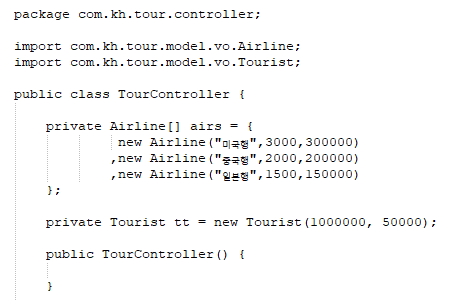 package com.kh.tour.controller;
import com.kh.tour.model.vo.Airline;
import com.kh.tour.model.vo.Tourist;
public class TourController {
private Airline[] airs = {
new Airline("미국행",3000,300000)
,new Airline("중국행",2000,200000)
,new Airline("일본행",1500,150000)
};
private Tourist tt = new Tourist(1000000, 50000);
public TourController() {
}